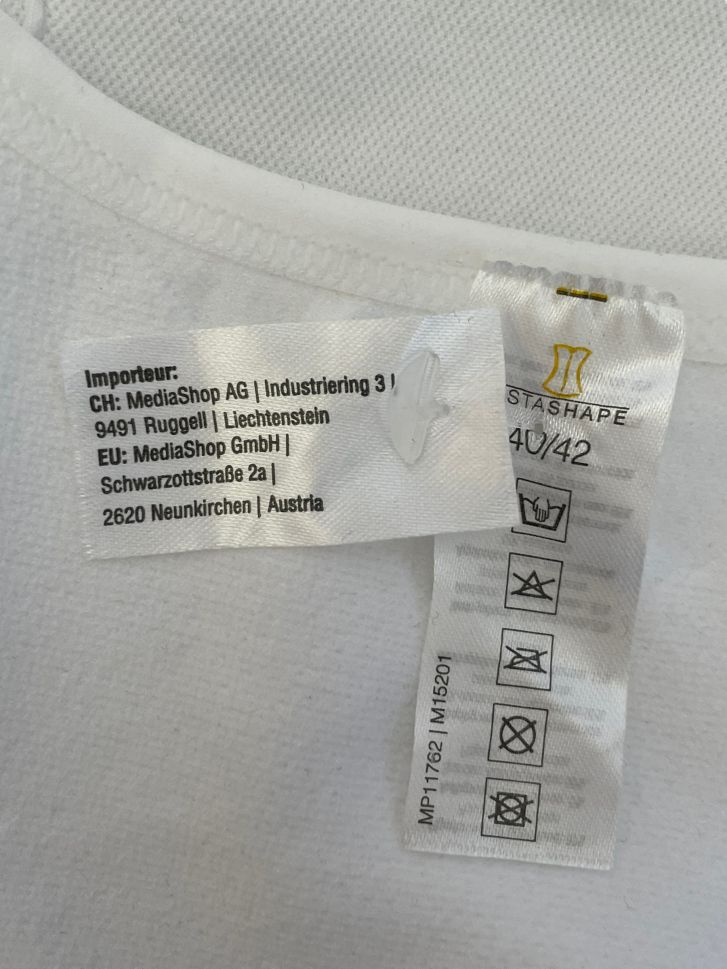 Importeur:
CH: MediaShop AG | Industriering 3 |
9491 Ruggell | Liechtenstein
EU: MediaShop GmbH |
Schwarzottstraße 2a |
2620 Neunkirchen | Austria
STASHAPE
40/42
MP11762 | M15201